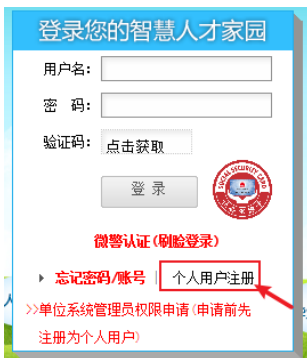 登录您的智慧人才家园
用户名：
密 码：
验证码： 点击获取
登 录
SOCIAL SECURITY CARD
微警认证（刷脸登录）
忘记密码/账号 | 个人用户注册
>>单位系统管理员权限申请（申请前先
注册为个人用户）